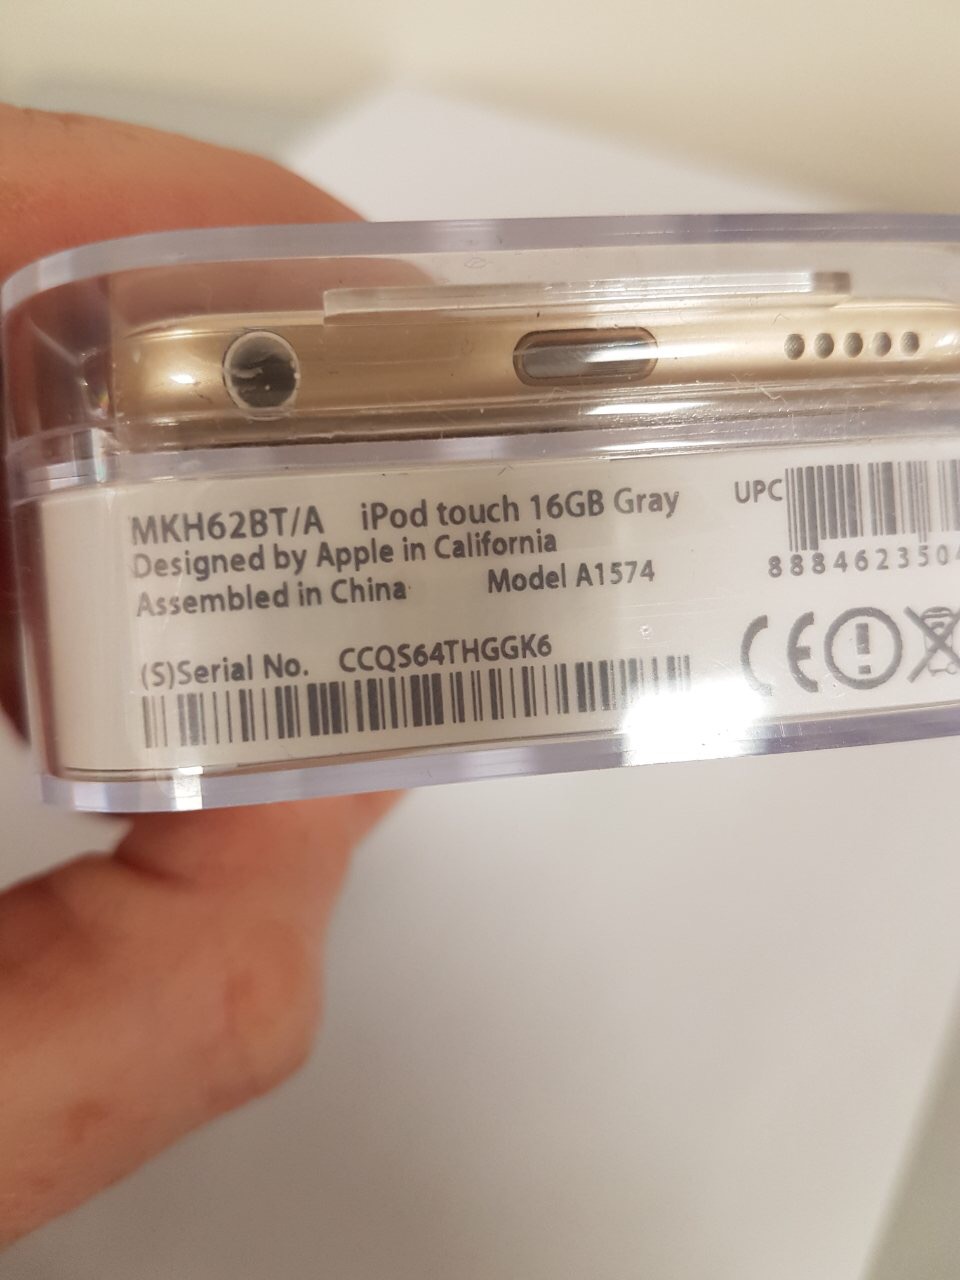 MKH62BT/A iPod touch 16GB Gray
Designed by Apple in California
Assembled in China Model A1574
(S)Serial No. CCQS64THGGK6
UPC
888462350
CE